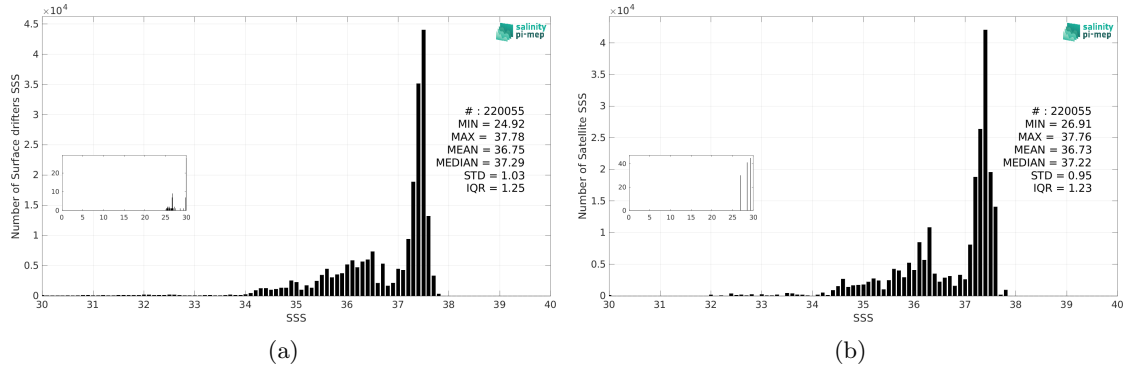 ×10⁴
4.5
4
3.5
3
2.5
2
1.5
1
0.5
0
Number of Surface drifters SSS
salinity
pi-mep
# : 220055
MIN = 24.92
MAX = 37.78
MEAN = 36.75
MEDIAN = 37.29
STD = 1.03
IQR = 1.25
20
10
0
0 5 10 15 20 25 30
30 31 32 33 34 35 36 37 38 39 40
SSS
(a)
×10⁴
4
3.5
3
2.5
2
1.5
1
0.5
0
Number of Satellite SSS
salinity
pi-mep
# : 220055
MIN = 26.91
MAX = 37.76
MEAN = 36.73
MEDIAN = 37.22
STD = 0.95
IQR = 1.23
40
20
0
0 5 10 15 20 25 30
30 31 32 33 34 35 36 37 38 39 40
SSS
(b)